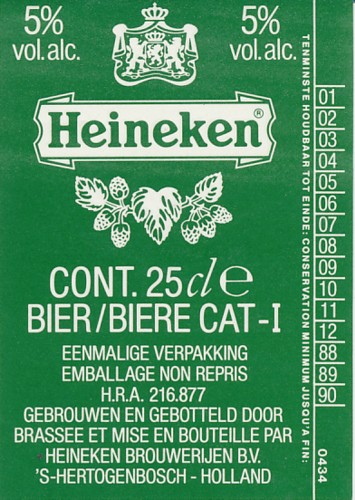 5% 5%
vol.alc. vol.alc.
Heineken®
CONT. 25 cl e
BIER/BIERE CAT-I
EENMALIGE VERPAKKING
EMBALLAGE NON REPRIS
H.R.A. 216.877
GEBROUWEN EN GEBOTTELD DOOR
BRASSEE ET MISE EN BOUTEILLE PAR
HEINEKEN BROUWERIJEN B.V.
'S-HERTOGENBOSCH - HOLLAND
TENMINSTE HOUDBAAR TOT EINDE: CONSERVATION MINIMUM JUSQU'A FIN:
01
02
03
04
05
06
07
08
09
10
11
12
88
89
90
0434